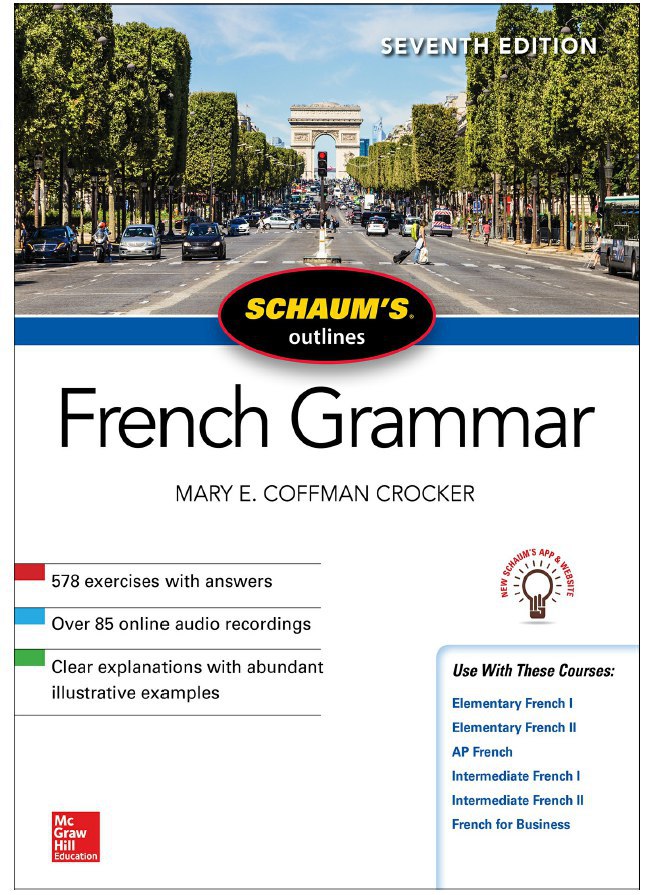 SEVENTH EDITION
SCHAUM'S®
outlines
French Grammar
MARY E. COFFMAN CROCKER
578 exercises with answers
Over 85 online audio recordings
Clear explanations with abundant
illustrative examples
NEW SCHAUM'S APP & WEBSITE
Use With These Courses:
Elementary French I
Elementary French II
AP French
Intermediate French I
Intermediate French II
French for Business
Mc
Graw
Hill
Education